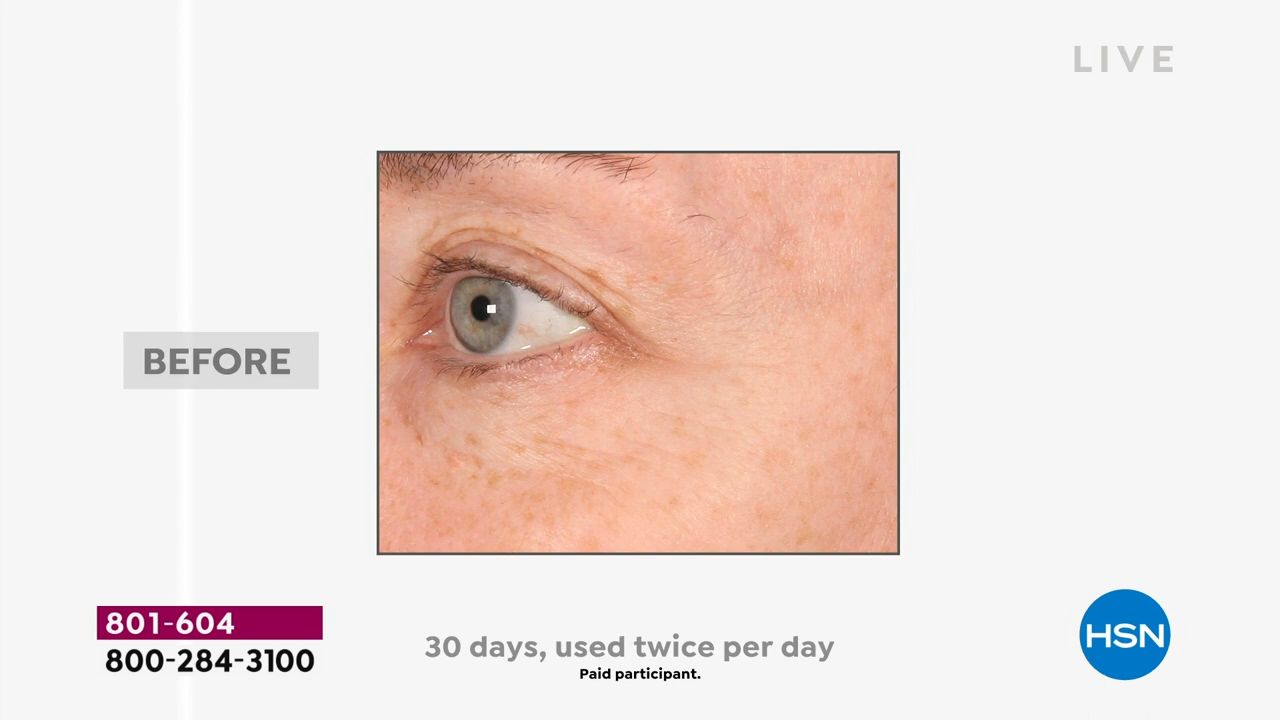 LIVE
BEFORE
801-604
800-284-3100
30 days, used twice per day
Paid participant.
HSN